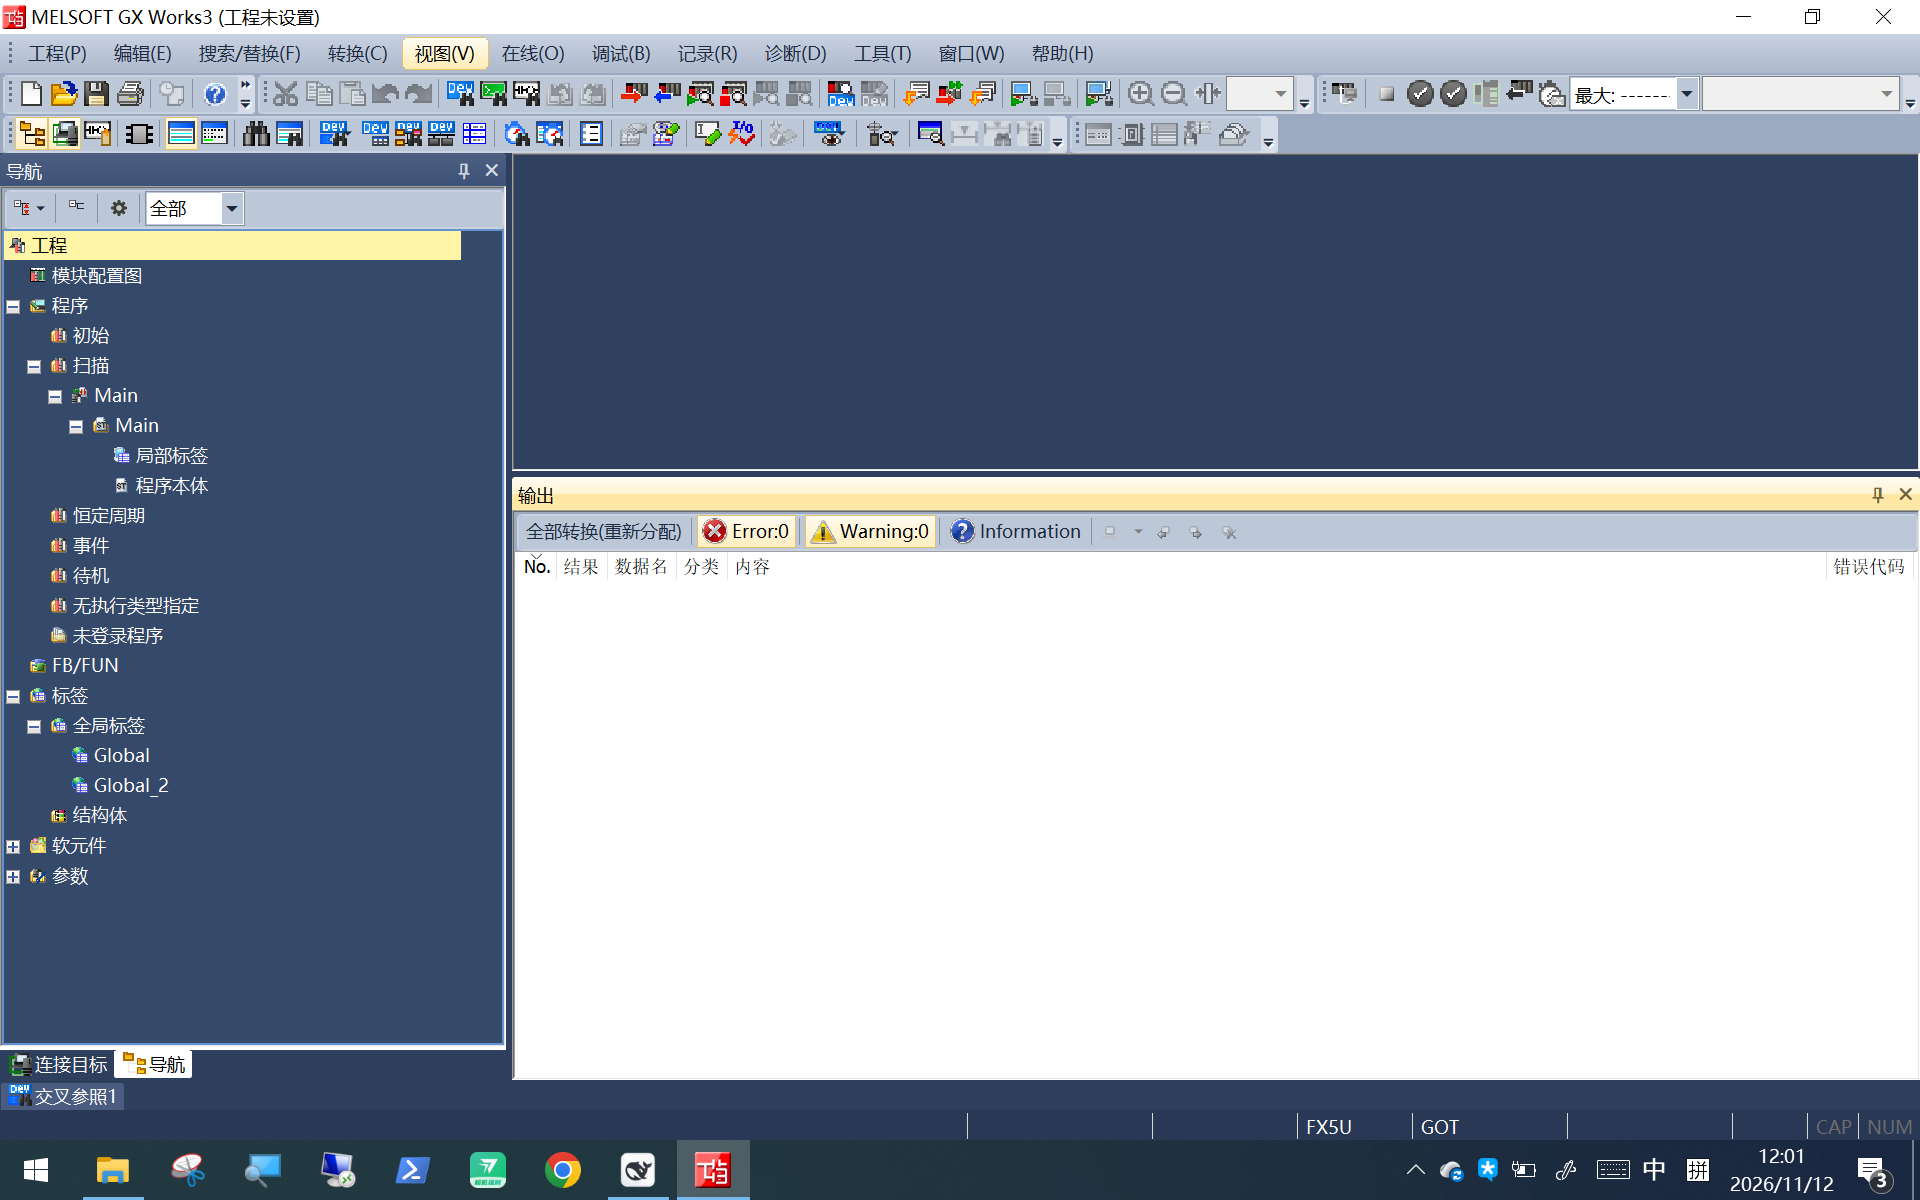 MELSOFT GX Works3 (工程未设置)
工程(P) 编辑(E) 搜索/替换(F) 转换(C) 视图(V) 在线(O) 调试(B) 记录(R) 诊断(D) 工具(T) 窗口(W) 帮助(H)
最大: -------
导航
全部
工程
模块配置图
程序
初始
扫描
Main
Main
局部标签
程序本体
恒定周期
事件
待机
无执行类型指定
未登录程序
FB/FUN
标签
全局标签
Global
Global_2
结构体
软元件
参数
连接目标 导航
交叉参照1
输出
全部转换(重新分配) Error:0 Warning:0 Information
No. 结果 数据名 分类 内容 错误代码
FX5U GOT CAP NUM
中 拼 12:01
2026/11/12
3